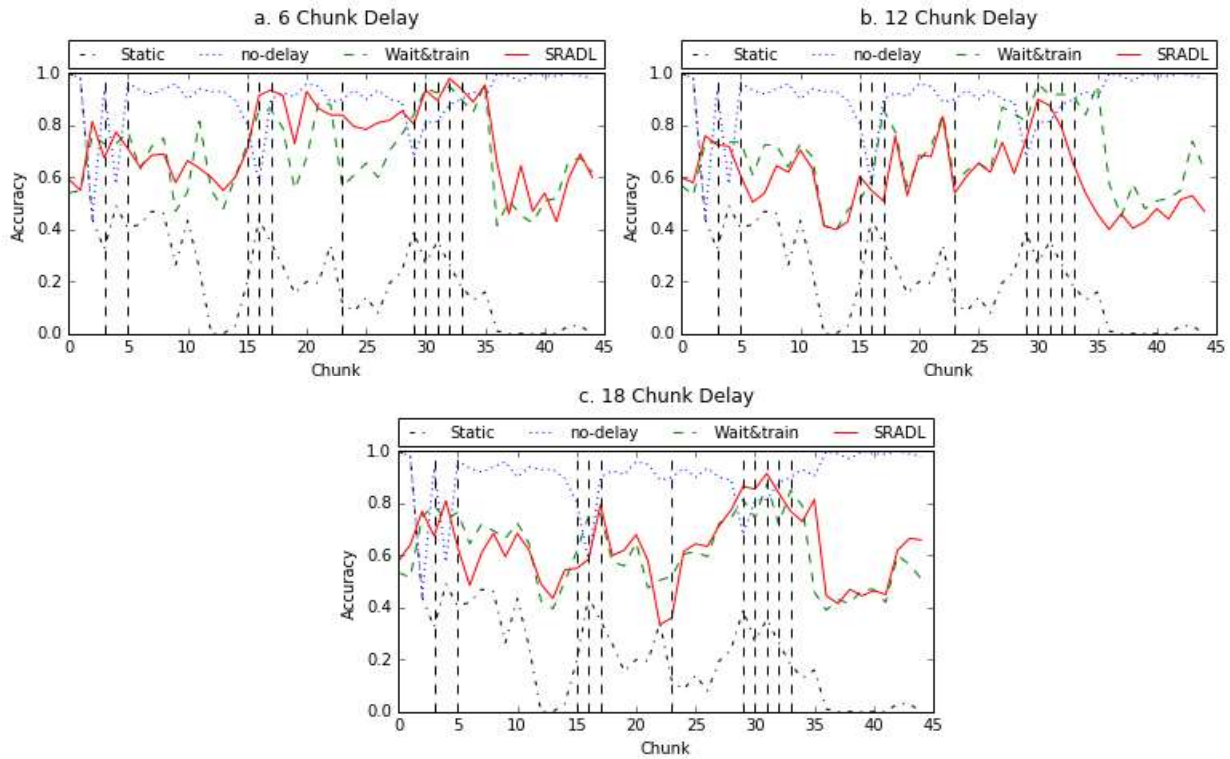 a. 6 Chunk Delay
Static no-delay Wait&train SRADL
1.0
0.8
0.6
0.4
0.2
0.0
Accuracy
0 5 10 15 20 25 30 35 40 45
Chunk
b. 12 Chunk Delay
Static no-delay Wait&train SRADL
1.0
0.8
0.6
0.4
0.2
0.0
Accuracy
0 5 10 15 20 25 30 35 40 45
Chunk
c. 18 Chunk Delay
Static no-delay Wait&train SRADL
1.0
0.8
0.6
0.4
0.2
0.0
Accuracy
0 5 10 15 20 25 30 35 40 45
Chunk